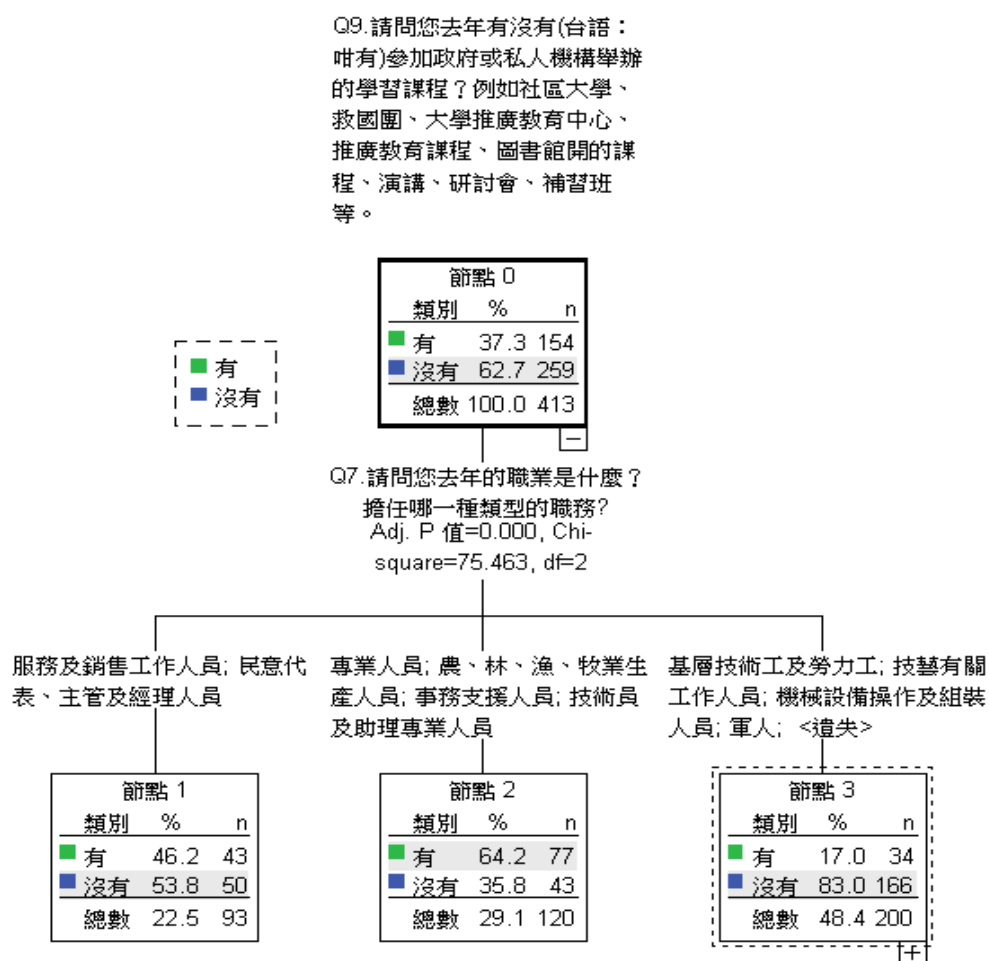 Q9.請問您去年有沒有(台語：
咁有)參加政府或私人機構舉辦
的學習課程？例如社區大學、
救國團、大學推廣教育中心、
推廣教育課程、圖書館開的課
程、演講、研討會、補習班
等。
節點 0
類別 % n
有 37.3 154
沒有 62.7 259
總數 100.0 413
有
沒有
Q7.請問您去年的職業是什麼？
擔任哪一種類型的職務?
Adj. P 值=0.000, Chi-
square=75.463, df=2
服務及銷售工作人員; 民意代
表、主管及經理人員
專業人員; 農、林、漁、牧業生
產人員; 事務支援人員; 技術員
及助理專業人員
基層技術工及勞力工; 技藝有關
工作人員; 機械設備操作及組裝
人員; 軍人; <遺失>
節點 1
類別 % n
有 46.2 43
沒有 53.8 50
總數 22.5 93
節點 2
類別 % n
有 64.2 77
沒有 35.8 43
總數 29.1 120
節點 3
類別 % n
有 17.0 34
沒有 83.0 166
總數 48.4 200